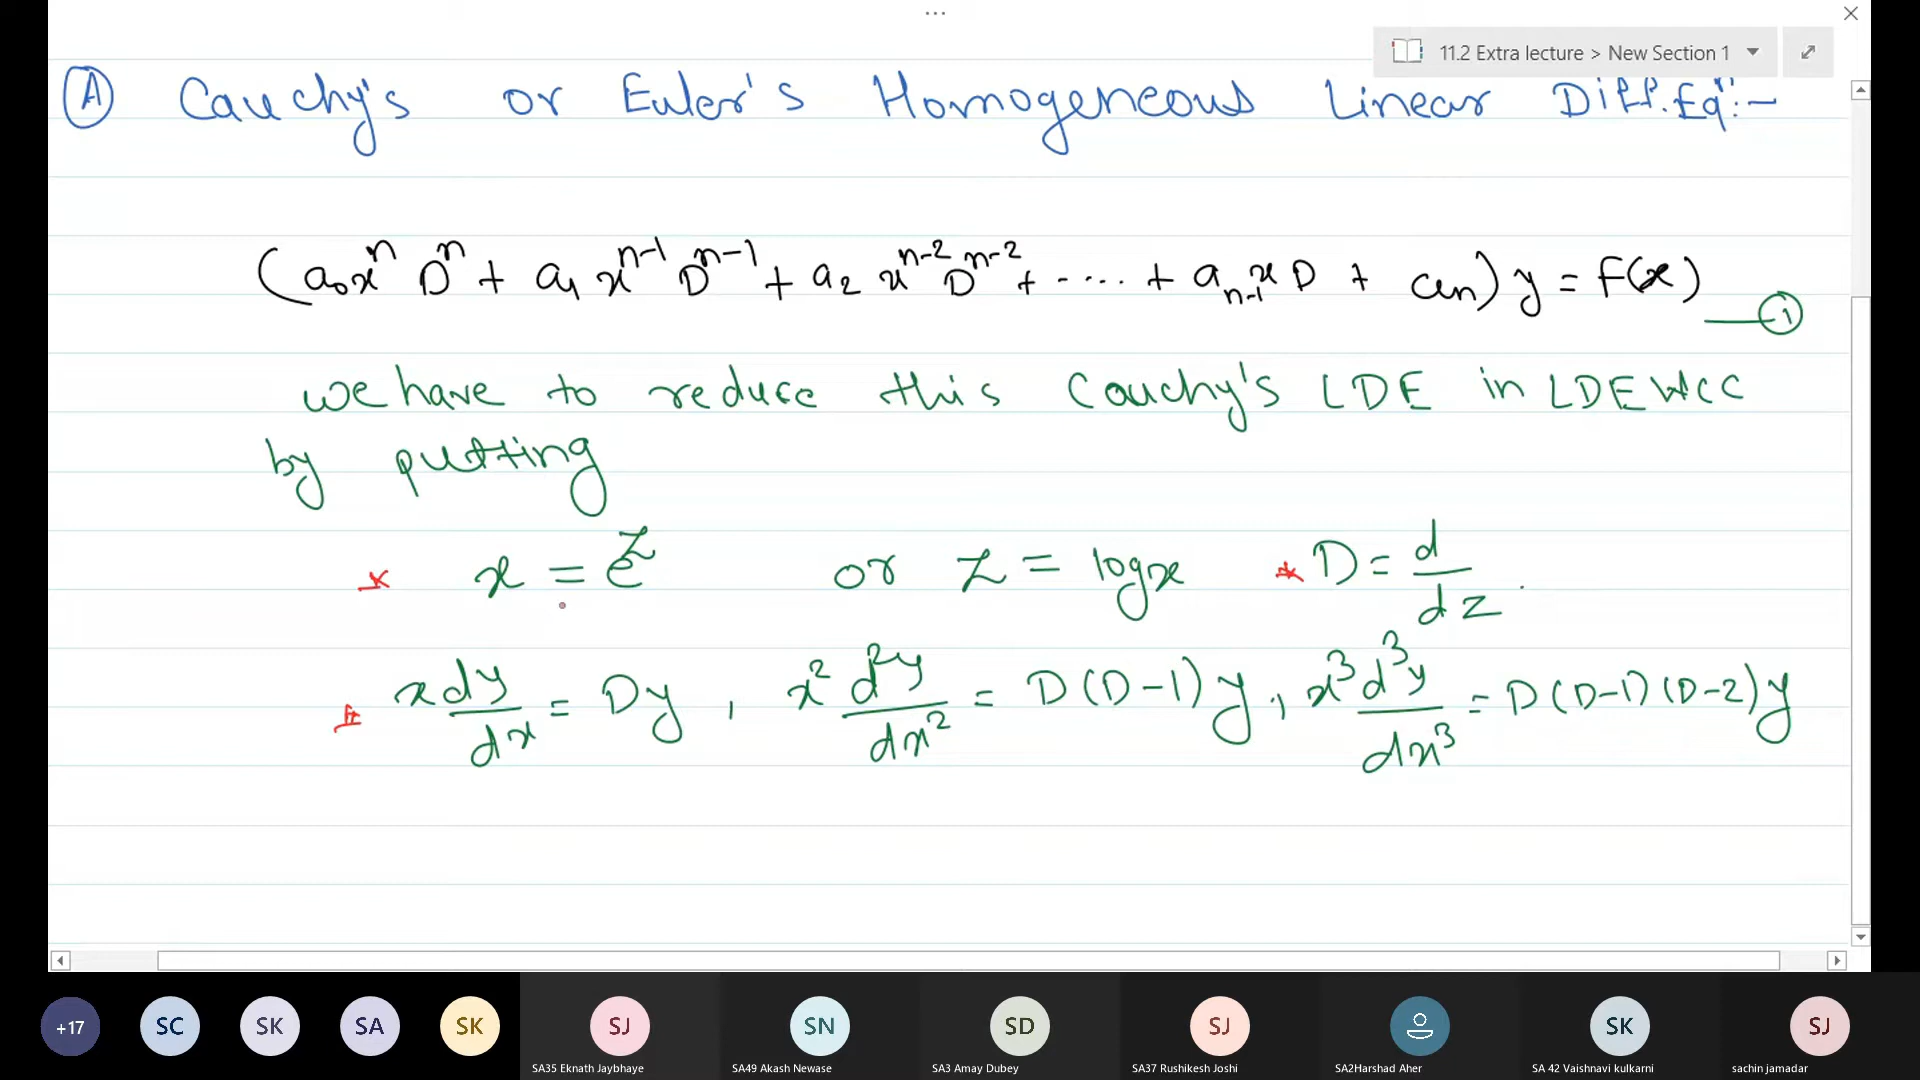 11.2 Extra lecture > New Section 1
Ⓐ Cauchy's or Euler's Homogeneous Linear Diff. Eqⁿ:-
(a₀xⁿ Dⁿ + a₁ xⁿ⁻¹ Dⁿ⁻¹ + a₂ xⁿ⁻² Dⁿ⁻² + ..... + aₙ₋₁ x D + aₙ) y = F(x) —①
we have to reduce this Cauchy's LDE in LDEWCC
by putting
* x = e^z or z = logx * D = d/dz .
* x dy/dx = Dy , x² d²y/dx² = D(D-1)y , x³ d³y/dx³ = D(D-1)(D-2)y
+17 SC SK SA SK SJ SN SD SJ SK SJ
SA35 Eknath Jaybhaye SA49 Akash Newase SA3 Amay Dubey SA37 Rushikesh Joshi SA2Harshad Aher SA 42 Vaishnavi kulkarni sachin jamadar